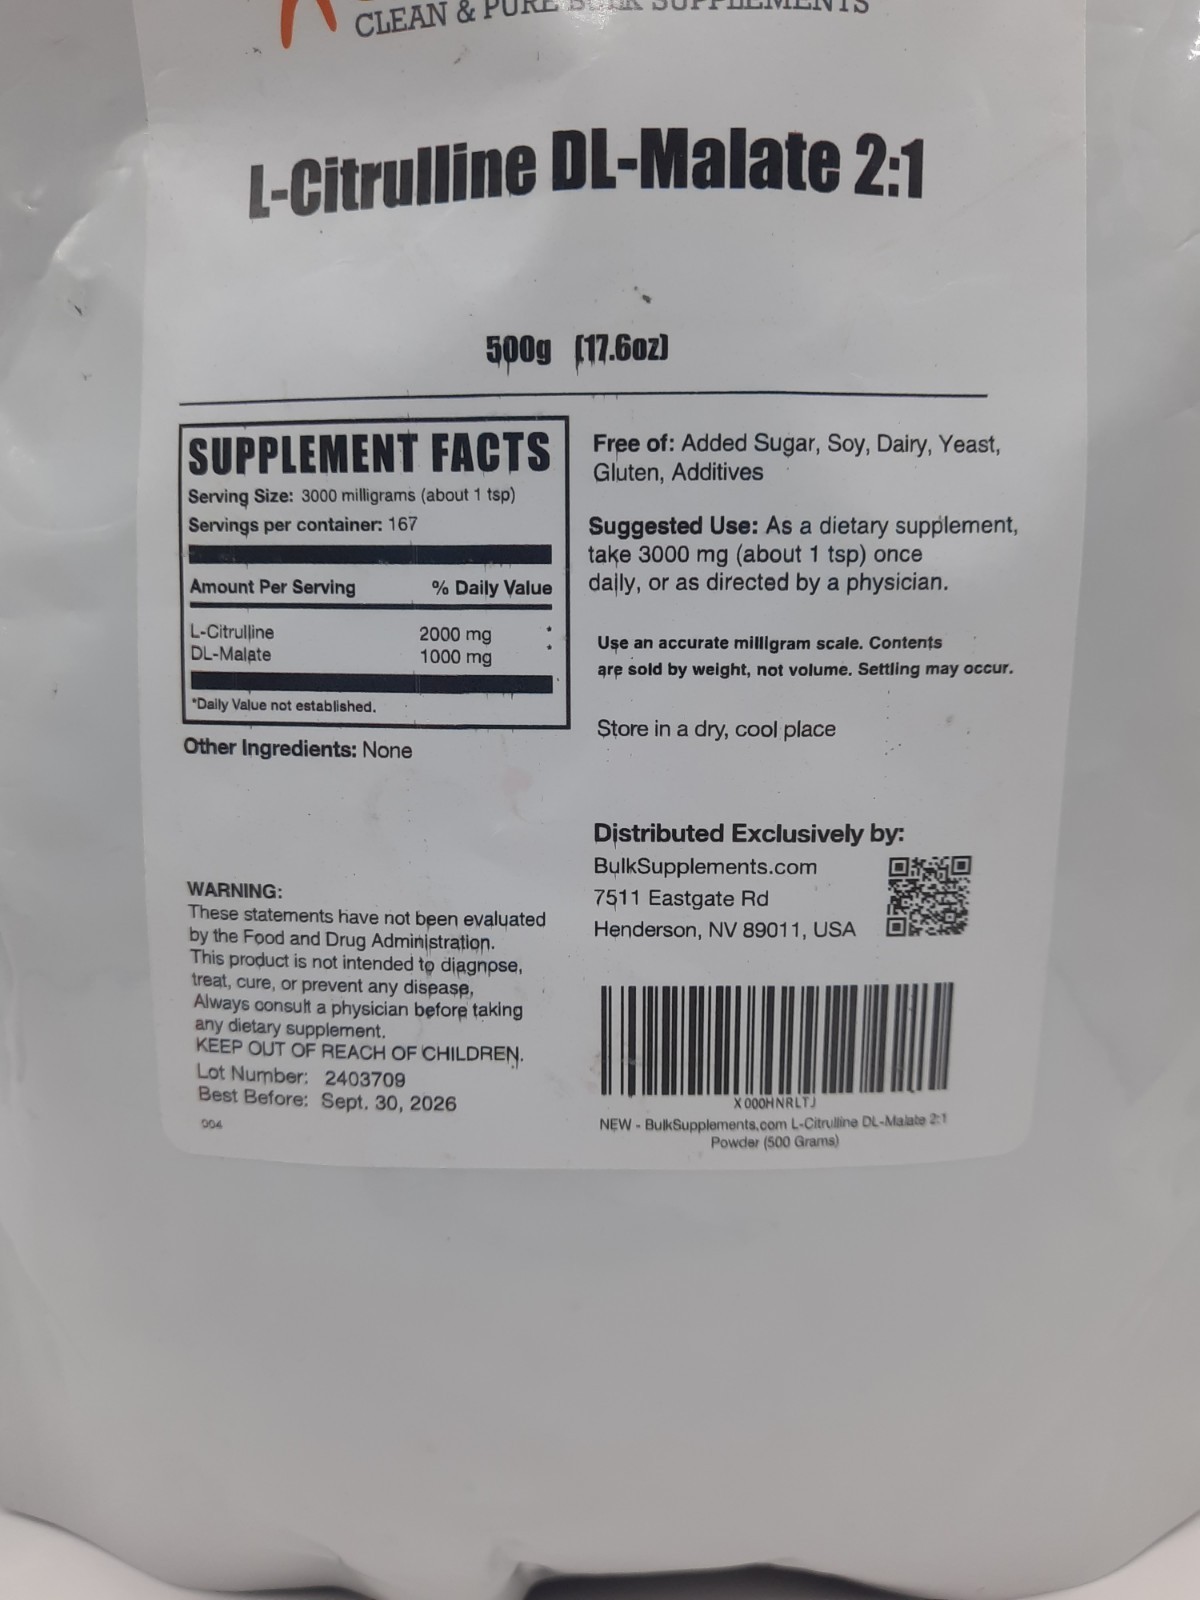 CLEAN & PURE BULK SUPPLEMENTS
L-Citrulline DL-Malate 2:1
500g (17.6oz)
SUPPLEMENT FACTS
Serving Size: 3000 milligrams (about 1 tsp)
Servings per container: 167
Amount Per Serving % Daily Value
L-Citrulline 2000 mg *
DL-Malate 1000 mg *
*Daily Value not established.
Other Ingredients: None
WARNING:
These statements have not been evaluated
by the Food and Drug Administration.
This product is not intended to diagnose,
treat, cure, or prevent any disease,
Always consult a physician before taking
any dietary supplement.
KEEP OUT OF REACH OF CHILDREN.
Lot Number: 2403709
Best Before: Sept. 30, 2026
004
Free of: Added Sugar, Soy, Dairy, Yeast,
Gluten, Additives
Suggested Use: As a dietary supplement,
take 3000 mg (about 1 tsp) once
daily, or as directed by a physician.
Use an accurate milligram scale. Contents
are sold by weight, not volume. Settling may occur.
Store in a dry, cool place
Distributed Exclusively by:
BulkSupplements.com
7511 Eastgate Rd
Henderson, NV 89011, USA
X000HNRLTJ
NEW - BulkSupplements.com L-Citrulline DL-Malate 2:1
Powder (500 Grams)